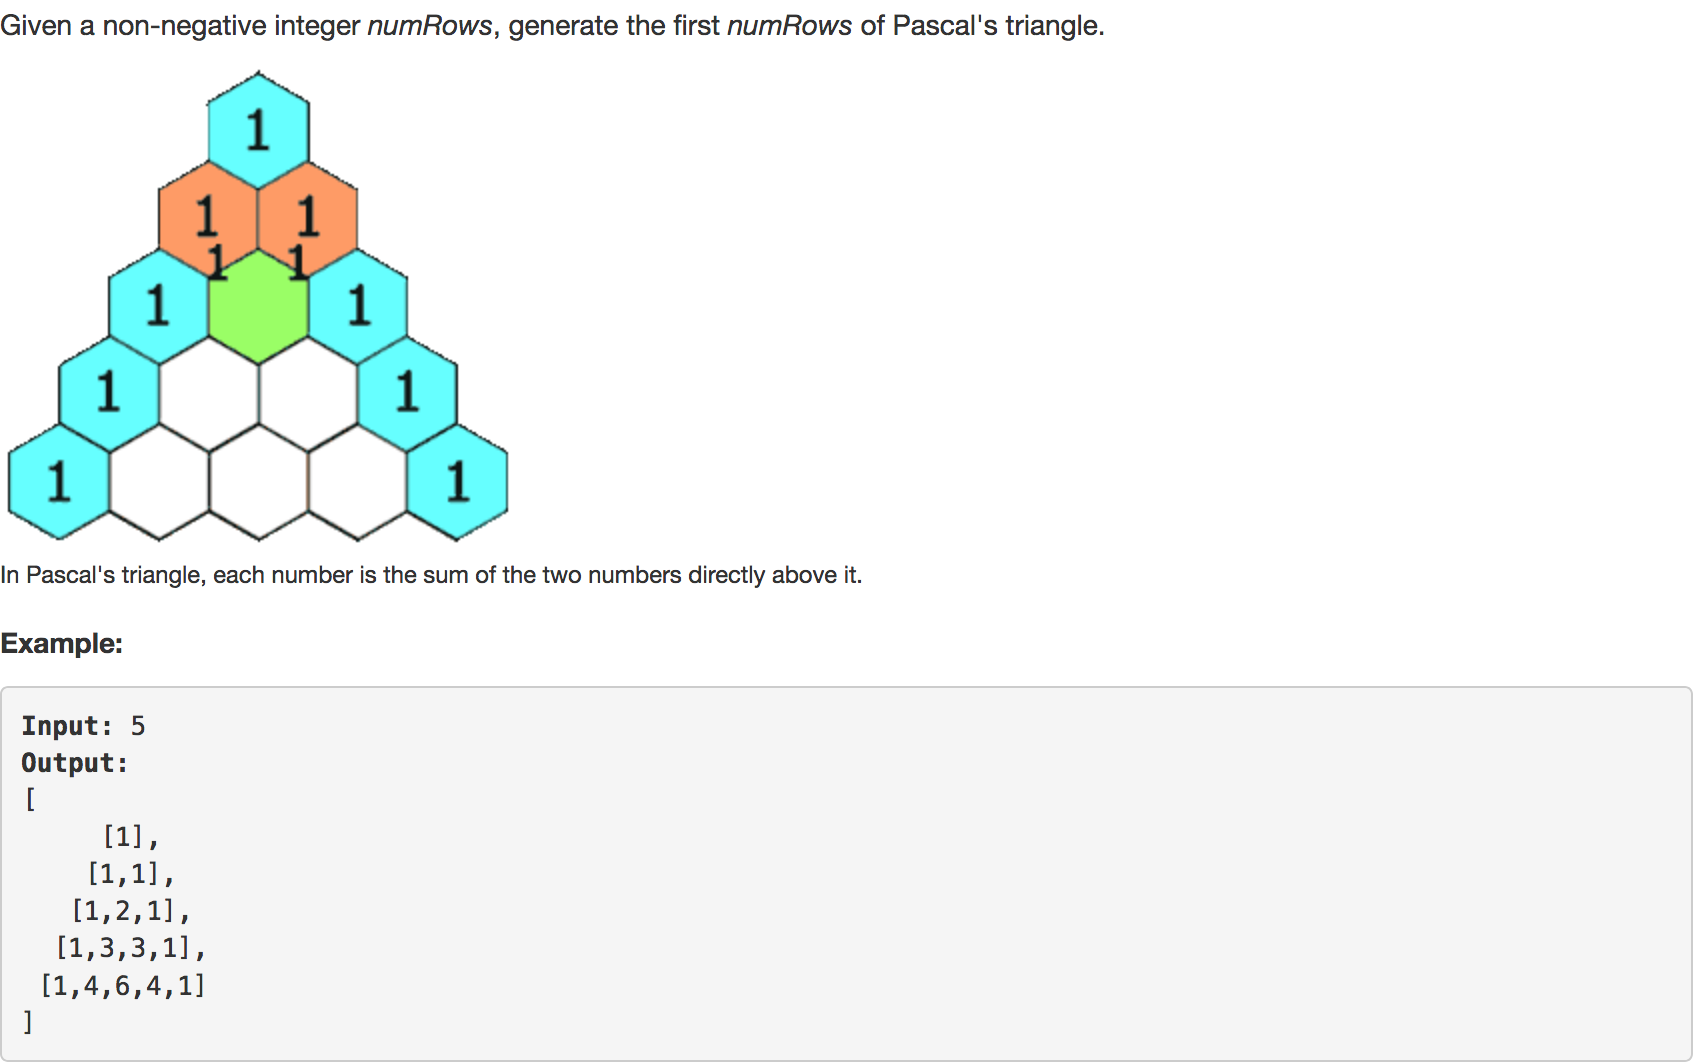 Given a non-negative integer numRows, generate the first numRows of Pascal's triangle.
1
1 1
1 1
1 1
1 1
1 1
In Pascal's triangle, each number is the sum of the two numbers directly above it.
Example:
Input: 5
Output:
[
[1],
[1,1],
[1,2,1],
[1,3,3,1],
[1,4,6,4,1]
]